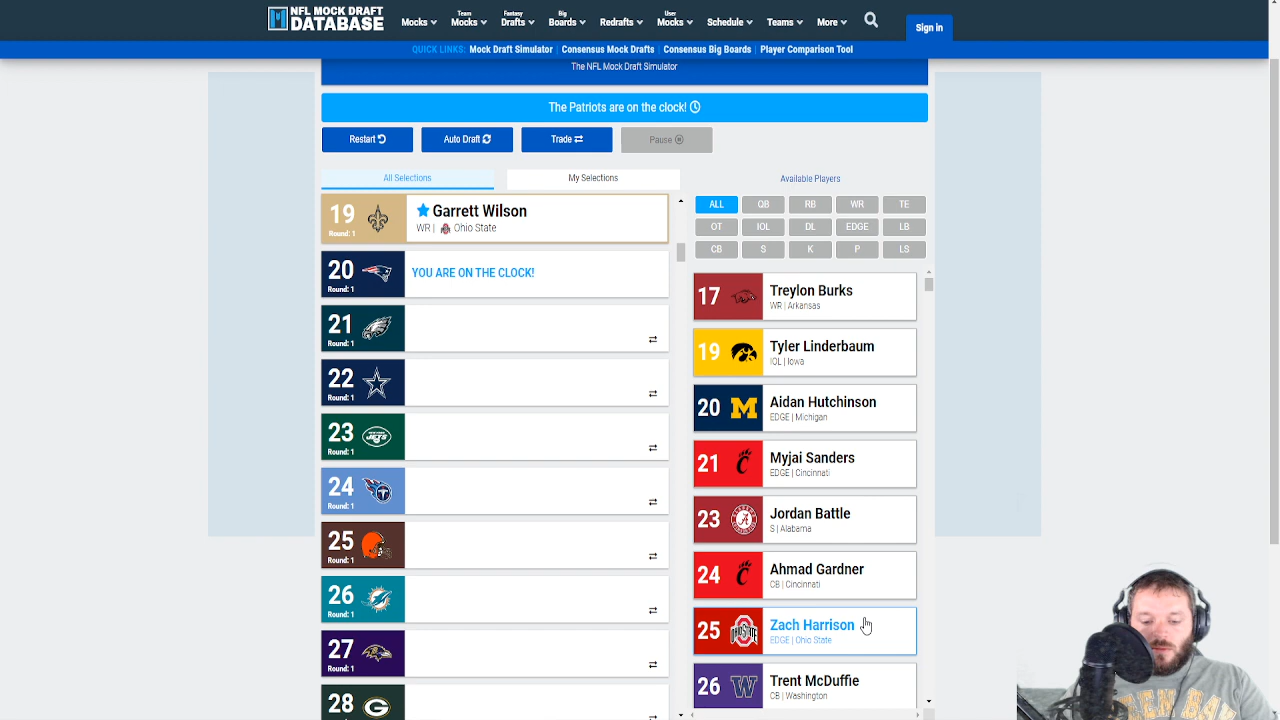 NFL MOCK DRAFT
DATABASE
Mocks
Team
Mocks
Fantasy
Drafts
Big
Boards
Redrafts
User
Mocks
Schedule
Teams
More
Sign in
QUICK LINKS: Mock Draft Simulator Consensus Mock Drafts Consensus Big Boards Player Comparison Tool
The NFL Mock Draft Simulator
The Patriots are on the clock!
Restart Auto Draft Trade Pause
All Selections My Selections
Available Players
ALL QB RB WR TE
OT IOL DL EDGE LB
CB S K P LS
19 Garrett Wilson
Round: 1 WR | Ohio State
20 YOU ARE ON THE CLOCK!
Round: 1
21
Round: 1
22
Round: 1
23
Round: 1
24
Round: 1
25
Round: 1
26
Round: 1
27
Round: 1
28
17 Treylon Burks
WR | Arkansas
19 Tyler Linderbaum
IOL | Iowa
20 Aidan Hutchinson
EDGE | Michigan
21 Myjai Sanders
EDGE | Cincinnati
23 Jordan Battle
S | Alabama
24 Ahmad Gardner
CB | Cincinnati
25 Zach Harrison
EDGE | Ohio State
26 Trent McDuffie
CB | Washington